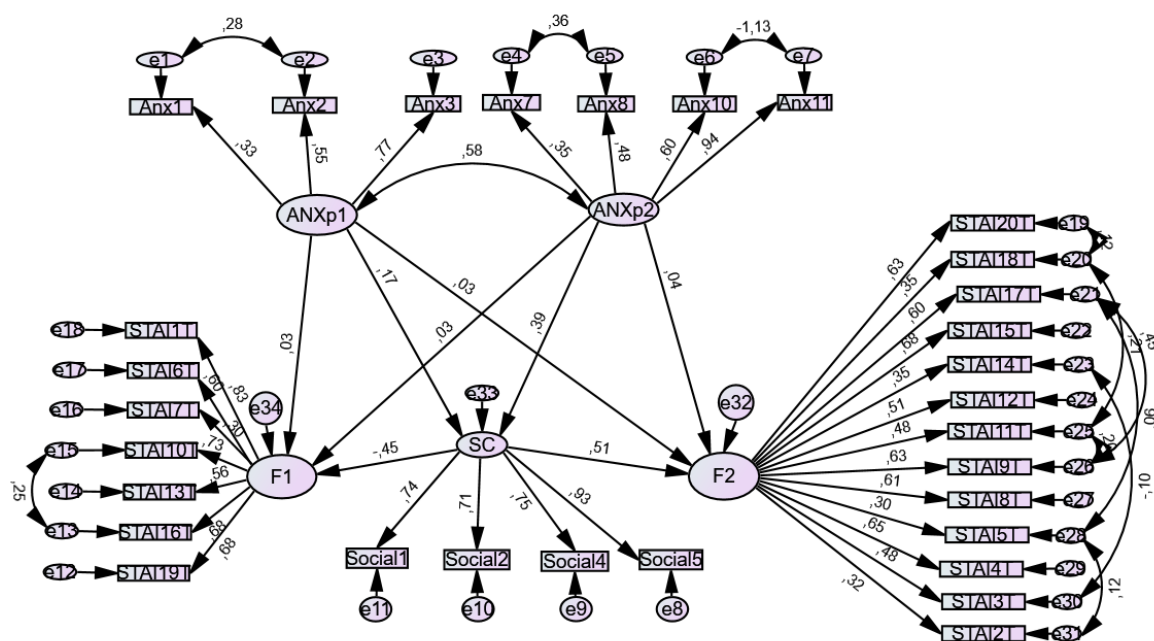 ,28
,36
-1,13
e1
e2
e3
e4
e5
e6
e7
Anx1
Anx2
Anx3
Anx7
Anx8
Anx10
Anx11
,33
,55
,77
,35
,48
,60
,94
,58
ANXp1
ANXp2
,17
,03
,04
,03
,03
,39
e18
STAI1T
e17
STAI6T
e16
STAI7T
e15
STAI10T
e14
STAI13T
e13
STAI16T
e12
STAI19T
,25
,83
,60
,30
,73
,56
,68
,68
e34
F1
e33
SC
e32
F2
-,45
,51
,74
,71
,75
,93
Social1
Social2
Social4
Social5
e11
e10
e9
e8
STAI20T
e19
STAI18T
e20
STAI17T
e21
STAI15T
e22
STAI14T
e23
STAI12T
e24
STAI11T
e25
STAI9T
e26
STAI8T
e27
STAI5T
e28
STAI4T
e29
STAI3T
e30
STAI2T
e31
,63
,35
,60
,68
,35
,51
,48
,63
,61
,30
,65
,48
,32
-,10
,12